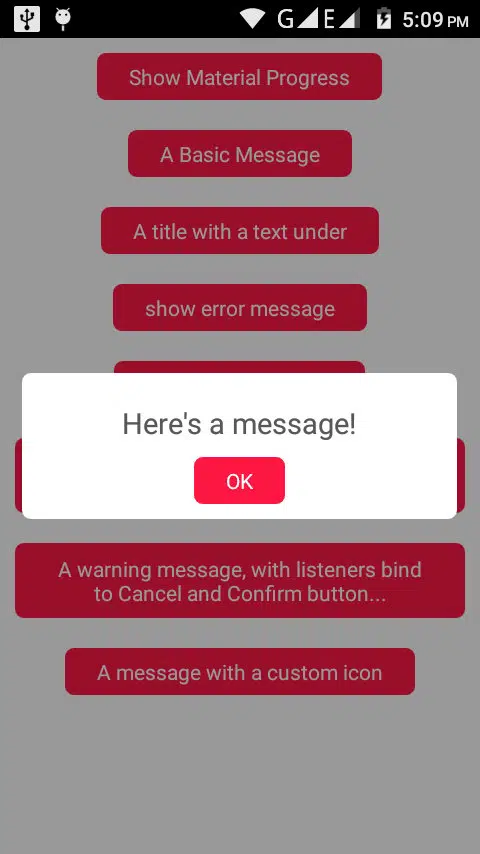 G E 5:09 PM
Show Material Progress
A Basic Message
A title with a text under
show error message
Here's a message!
OK
A warning message, with listeners bind
to Cancel and Confirm button...
A message with a custom icon